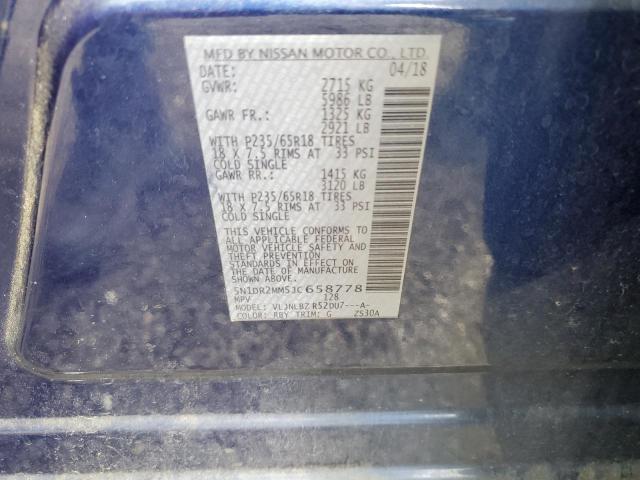 MFD BY NISSAN MOTOR CO., LTD.
DATE: 04/18
GVWR: 2715 KG
5986 LB
GAWR FR.: 1325 KG
2921 LB
WITH P235/65R18 TIRES
18 X 7.5 RIMS AT 33 PSI
COLD SINGLE
GAWR RR.: 1415 KG
3120 LB
WITH P235/65R18 TIRES
18 X 7.5 RIMS AT 33 PSI
COLD SINGLE
THIS VEHICLE CONFORMS TO
ALL APPLICABLE FEDERAL
MOTOR VEHICLE SAFETY AND
THEFT PREVENTION
STANDARDS IN EFFECT ON
THE DATE OF MANUFACTURE
SHOWN ABOVE.
5N1DR2MM5JC658778
MPV 128
MODEL: VLJNLBZ R52DU7---A-
COLOR: RBY TRIM: G ZS30A